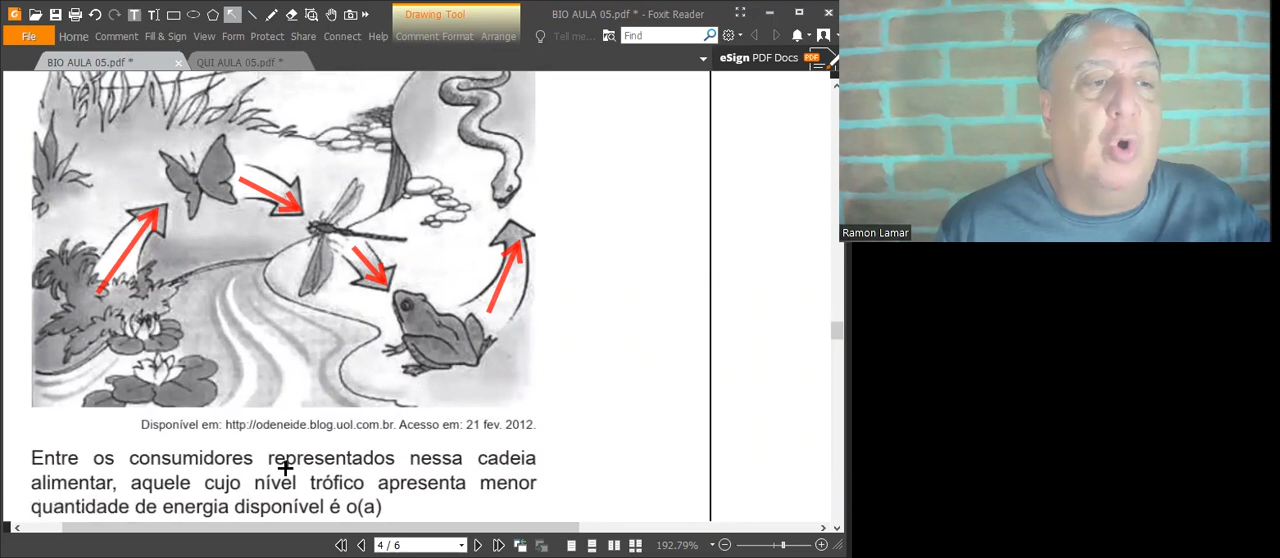 Drawing Tool
BIO AULA 05.pdf * - Foxit Reader
File Home Comment Fill & Sign View Form Protect Share Connect Help Comment Format Arrange Tell me... Find
BIO AULA 05.pdf * QUI AULA 05.pdf * eSign PDF Docs PDF
Ramon Lamar
Disponível em: http://odeneide.blog.uol.com.br. Acesso em: 21 fev. 2012.
Entre os consumidores representados nessa cadeia
alimentar, aquele cujo nível trófico apresenta menor
quantidade de energia disponível é o(a)
4 / 6 192.79%